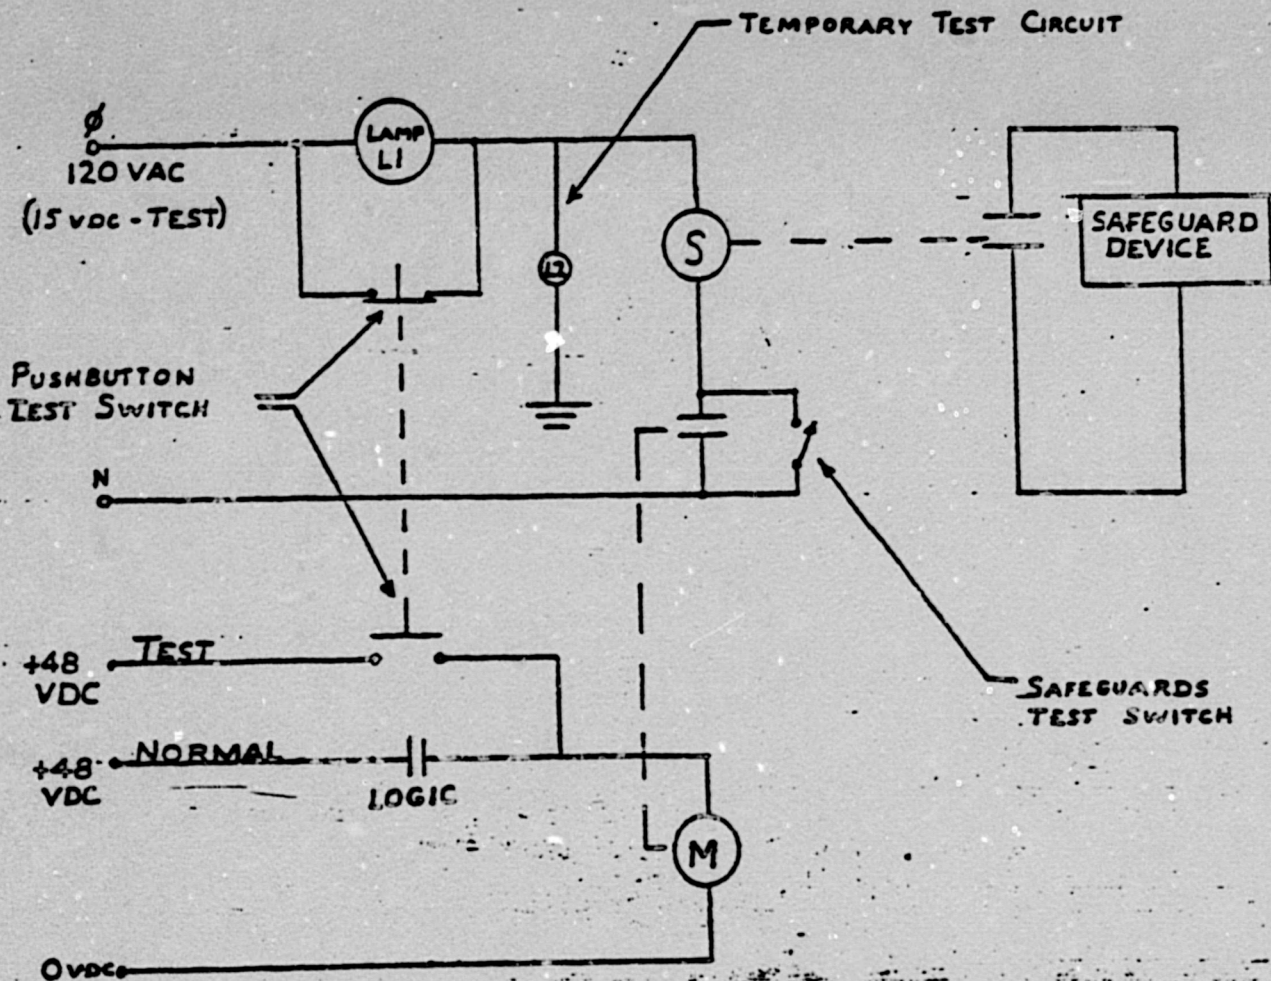 TEMPORARY TEST CIRCUIT
Ø
120 VAC
(15 VDC - TEST)
LAMP
L1
S
SAFEGUARD
DEVICE
PUSHBUTTON
TEST SWITCH
N
+48
VDC
TEST
SAFEGUARDS
TEST SWITCH
+48
VDC
NORMAL
LOGIC
M
0 VDC